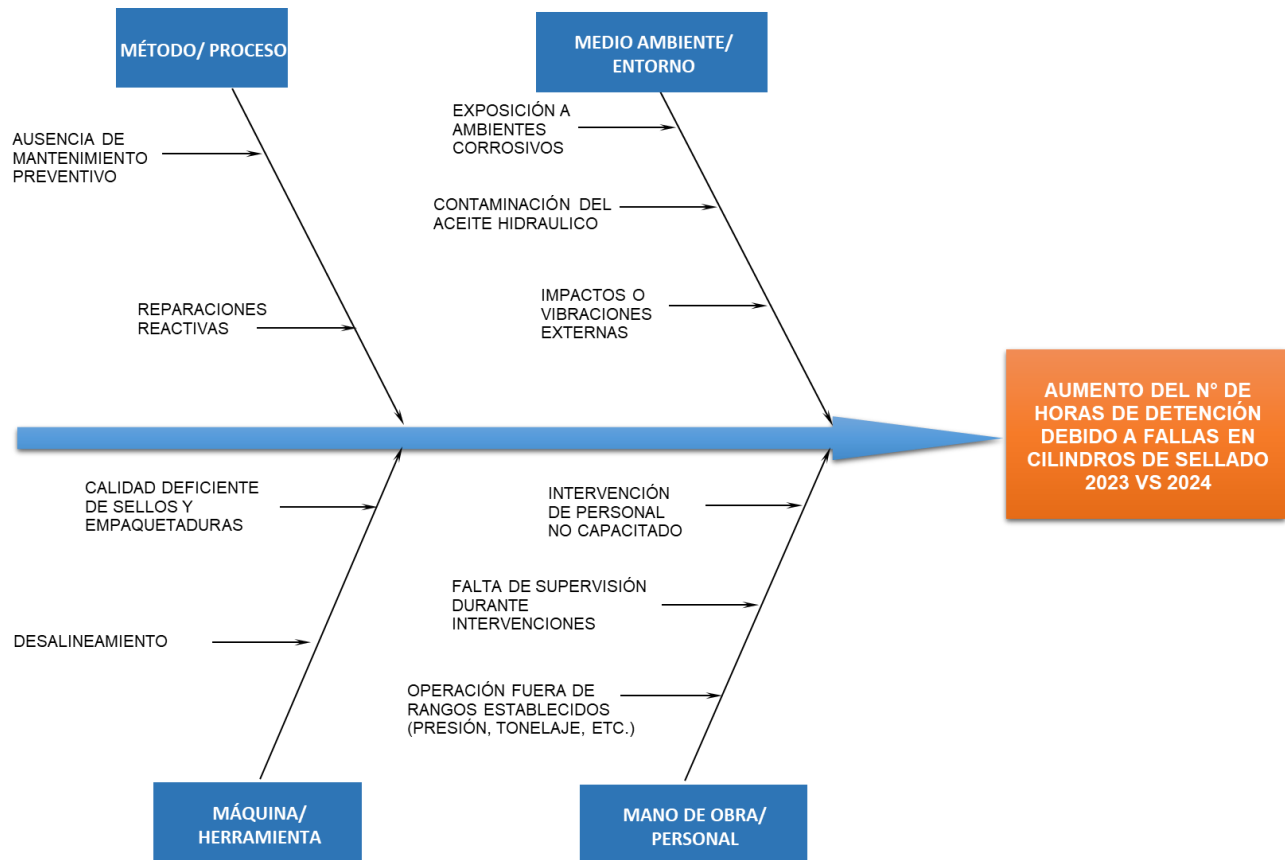 MÉTODO/ PROCESO
MEDIO AMBIENTE/
ENTORNO
AUSENCIA DE
MANTENIMIENTO
PREVENTIVO
REPARACIONES
REACTIVAS
EXPOSICIÓN A
AMBIENTES
CORROSIVOS
CONTAMINACIÓN DEL
ACEITE HIDRAULICO
IMPACTOS O
VIBRACIONES
EXTERNAS
AUMENTO DEL N° DE
HORAS DE DETENCIÓN
DEBIDO A FALLAS EN
CILINDROS DE SELLADO
2023 VS 2024
CALIDAD DEFICIENTE
DE SELLOS Y
EMPAQUETADURAS
DESALINEAMIENTO
INTERVENCIÓN
DE PERSONAL
NO CAPACITADO
FALTA DE SUPERVISIÓN
DURANTE
INTERVENCIONES
OPERACIÓN FUERA DE
RANGOS ESTABLECIDOS
(PRESIÓN, TONELAJE, ETC.)
MÁQUINA/
HERRAMIENTA
MANO DE OBRA/
PERSONAL